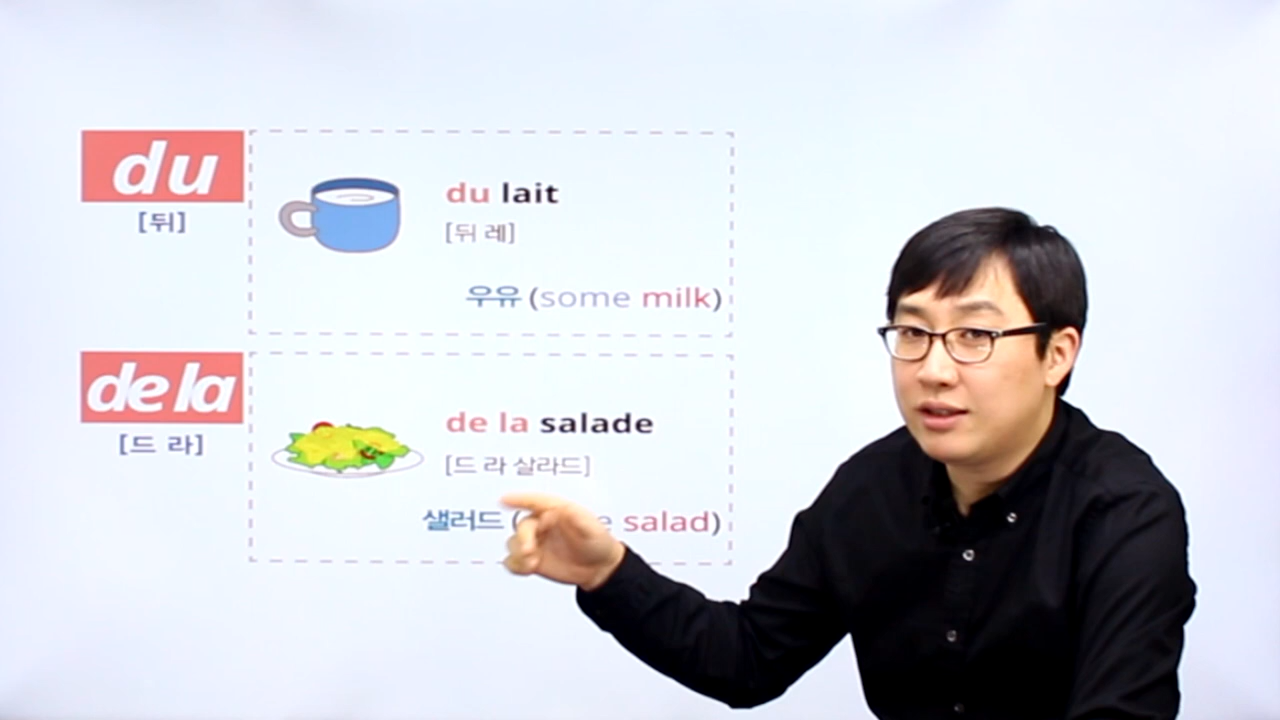 du
[뒤]
du lait
[뒤 레]
우유 (some milk)
de la
[드 라]
de la salade
[드 라 살라드]
샐러드 ( e salad)